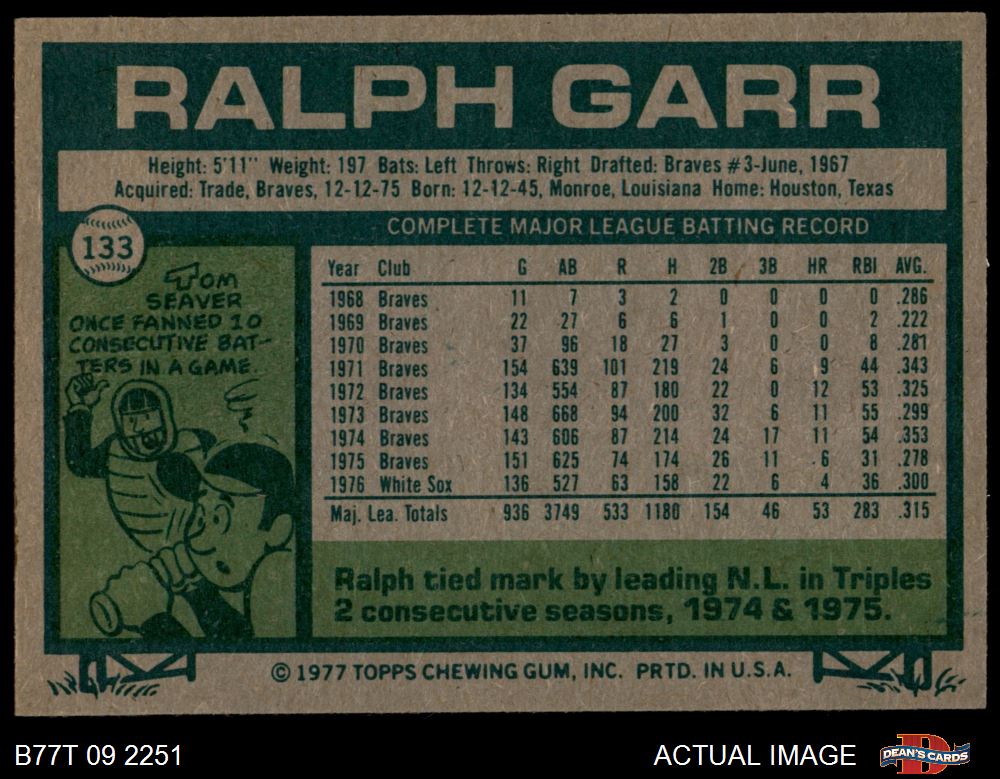 RALPH GARR
Height: 5'11" Weight: 197 Bats: Left Throws: Right Drafted: Braves #3-June, 1967
Acquired: Trade, Braves, 12-12-75 Born: 12-12-45, Monroe, Louisiana Home: Houston, Texas
133
TOM
SEAVER
ONCE FANNED 10
CONSECUTIVE BAT-
TERS IN A GAME.
COMPLETE MAJOR LEAGUE BATTING RECORD
Year Club G AB R H 2B 3B HR RBI AVG.
1968 Braves 11 7 3 2 0 0 0 0 .286
1969 Braves 22 27 6 6 1 0 0 2 .222
1970 Braves 37 96 18 27 3 0 0 8 .281
1971 Braves 154 639 101 219 24 6 9 44 .343
1972 Braves 134 554 87 180 22 0 12 53 .325
1973 Braves 148 668 94 200 32 6 11 55 .299
1974 Braves 143 606 87 214 24 17 11 54 .353
1975 Braves 151 625 74 174 26 11 6 31 .278
1976 White Sox 136 527 63 158 22 6 4 36 .300
Maj. Lea. Totals 936 3749 533 1180 154 46 53 283 .315
Ralph tied mark by leading N.L. in Triples
2 consecutive seasons, 1974 & 1975.
© 1977 TOPPS CHEWING GUM, INC. PRTD. IN U.S.A.
B77T 09 2251
ACTUAL IMAGE
D
DEAN'S CARDS